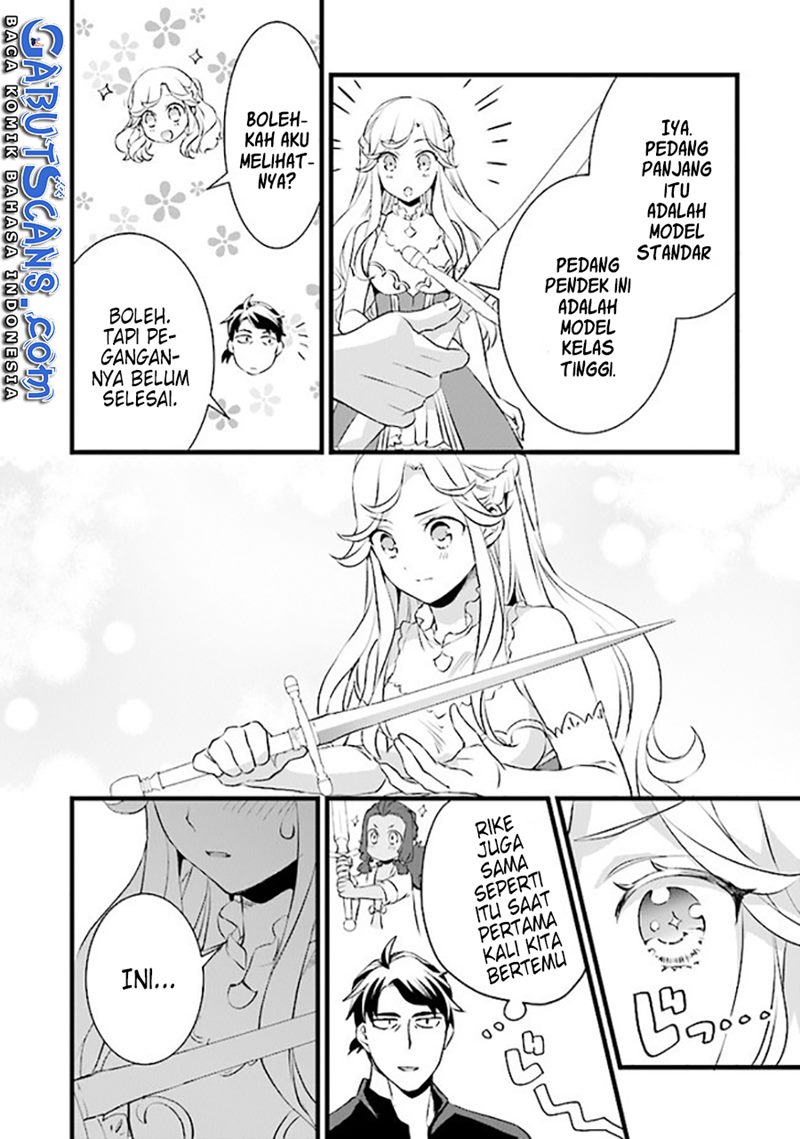 IYA.
PEDANG
PANJANG
ITU
ADALAH
MODEL
STANDAR
PEDANG
PENDEK INI
ADALAH
MODEL
KELAS
TINGGI.
BOLEH-
KAH AKU
MELIHAT-
NYA?
BOLEH.
TAPI PE-
GANGAN-
NYA BELUM
SELESAI.
じっ...
RIKE
JUGA
SAMA
SEPERTI
ITU SAAT
PERTAMA
KALI KITA
BERTEMU
INI...
GABUTSCANS.COM
BACA KOMIK BAHASA INDONESIA